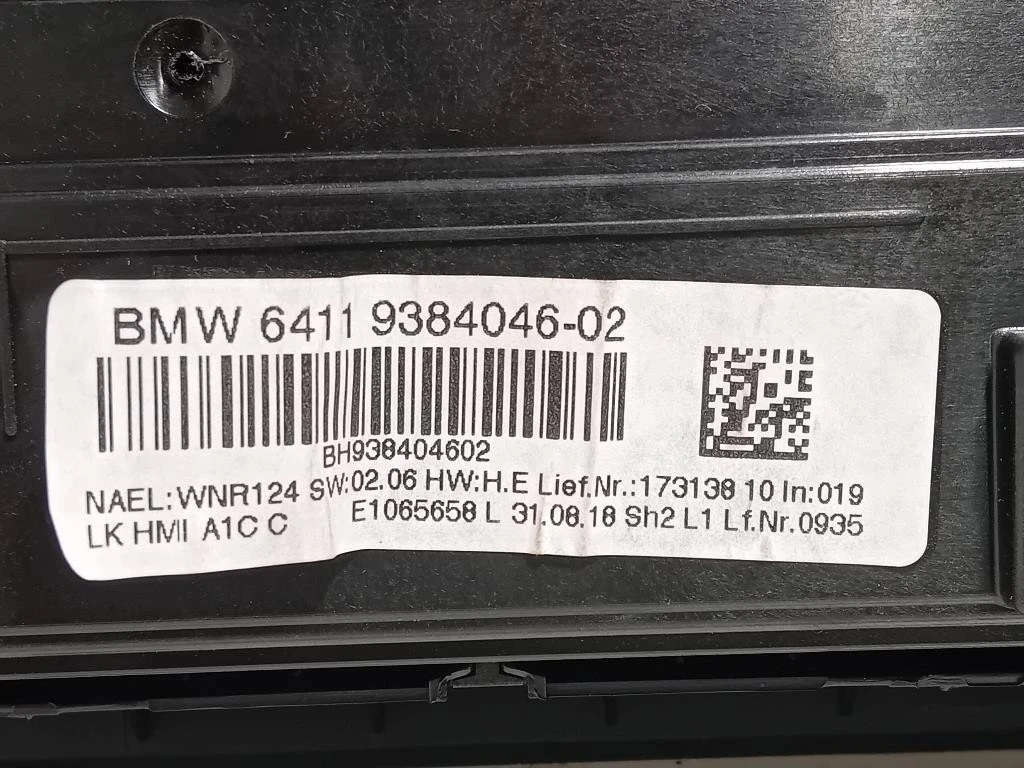 BMW 6411 9384046-02
BH938404602
NAEL:WNR124 SW:02.06 HW:H.E Lief.Nr.:173138 10 In:019
LK HMII A1C C E1065658 L 31.08.18 Sh2 L1 Lf.Nr.0935